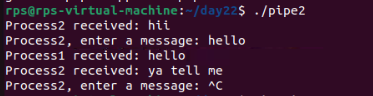 rps@rps-virtual-machine:~/day22$ ./pipe2
Process2 received: hii
Process2, enter a message: hello
Process1 received: hello
Process2 received: ya tell me
Process2, enter a message: ^C